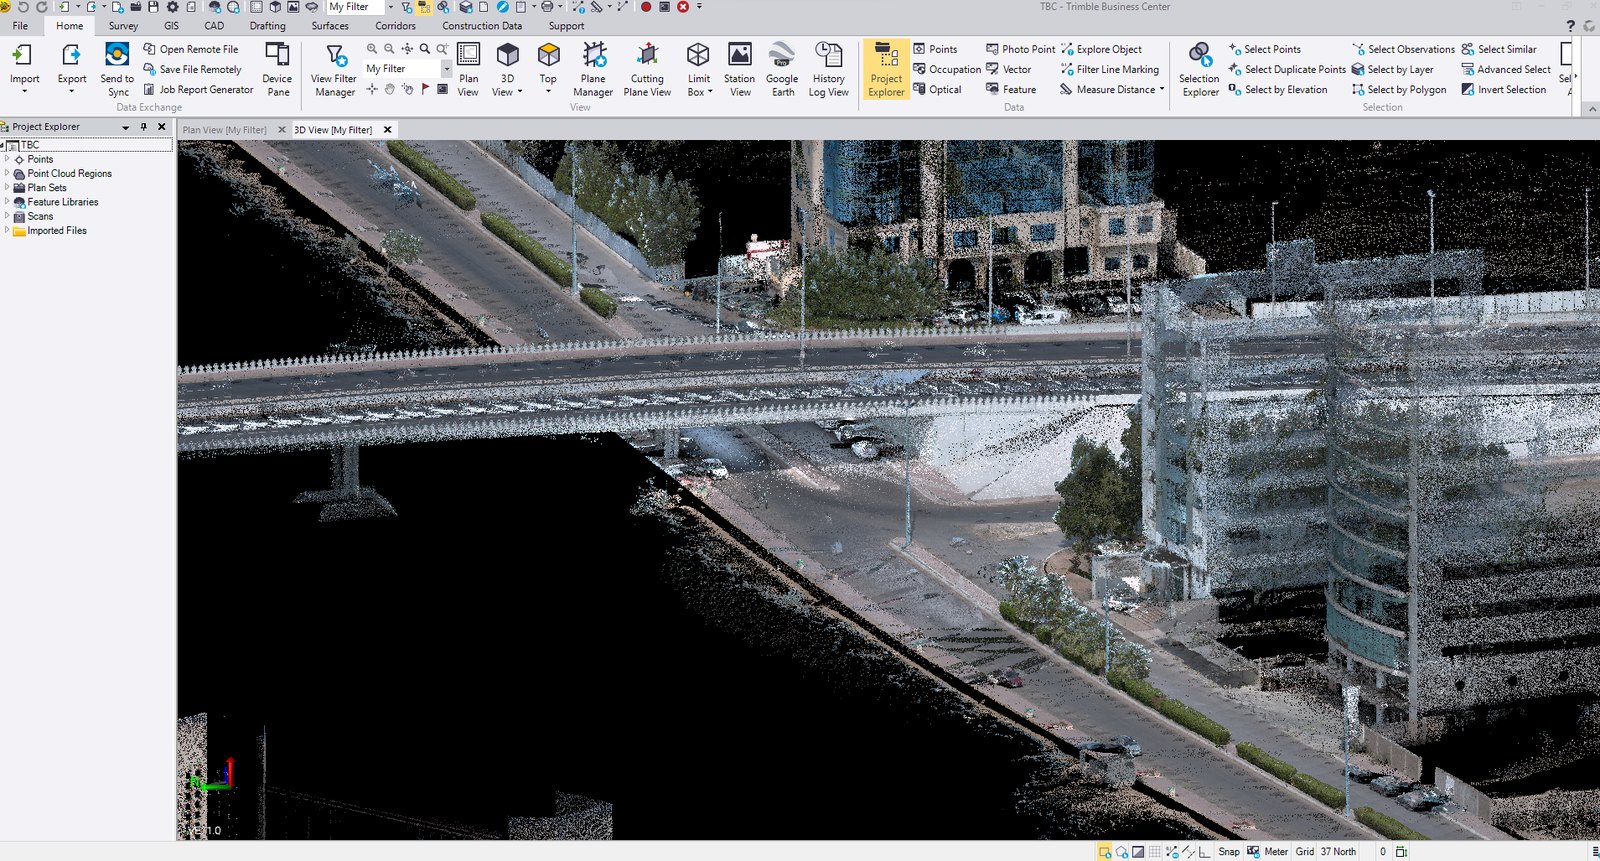 My Filter
TBC - Trimble Business Center
File Home Survey GIS CAD Drafting Surfaces Corridors Construction Data Support
Import
Export
Send to
Sync
Open Remote File
Save File Remotely
Job Report Generator
Device
Pane
Data Exchange
View Filter
Manager
My Filter
Plan
View
3D
View
Top
Plane
Manager
Cutting
Plane View
Limit
Box
Station
View
Pro
Google
Earth
History
Log View
View
Project
Explorer
Points
Occupation
Optical
Photo Point
Vector
Feature
Explore Object
Filter Line Marking
Measure Distance
Data
Selection
Explorer
Select Points
Select Duplicate Points
Select by Elevation
Select Observations
Select by Layer
Select by Polygon
Select Similar
Advanced Select
Invert Selection
Sel
Selection
Project Explorer
Plan View [My Filter]
3D View [My Filter]
TBC
Points
Point Cloud Regions
Plan Sets
Feature Libraries
Scans
Imported Files
Snap Meter Grid 37 North 0